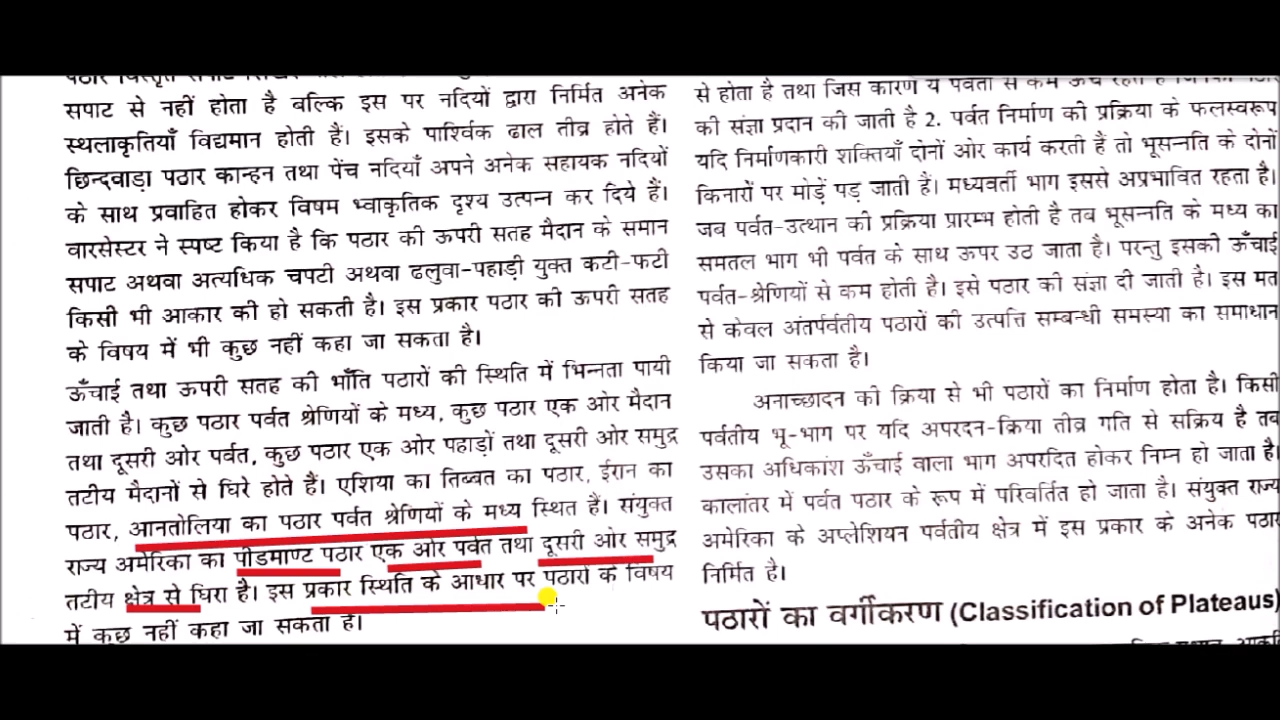 सपाट से नहीं होता है बल्कि इस पर नदियों द्वारा निर्मित अनेक
स्थलाकृतियाँ विद्यमान होती हैं। इसके पार्श्विक ढाल तीव्र होते हैं।
छिन्दवाड़ा पठार कान्हन तथा पेंच नदियाँ अपने अनेक सहायक नदियों
के साथ प्रवाहित होकर विषम भ्वाकृतिक दृश्य उत्पन्न कर दिये हैं।
वारसेस्टर ने स्पष्ट किया है कि पठार की ऊपरी सतह मैदान के समान
सपाट अथवा अत्यधिक चपटी अथवा ढलुवा-पहाड़ी युक्त कटी-फटी
किसी भी आकार की हो सकती है। इस प्रकार पठार की ऊपरी सतह
के विषय में भी कुछ नहीं कहा जा सकता है।
ऊँचाई तथा ऊपरी सतह की भाँति पठारों की स्थिति में भिन्नता पायी
जाती है। कुछ पठार पर्वत श्रेणियों के मध्य, कुछ पठार एक ओर मैदान
तथा दूसरी ओर पर्वत, कुछ पठार एक ओर पहाड़ों तथा दूसरी ओर समुद्र
तटीय मैदानों से घिरे होते हैं। एशिया का तिब्बत का पठार, ईरान का
पठार, आनतोलिया का पठार पर्वत श्रेणियों के मध्य स्थित हैं। संयुक्त
राज्य अमेरिका का पीडमाण्ट पठार एक ओर पर्वत तथा दूसरी ओर समुद्र
तटीय क्षेत्र से घिरा है। इस प्रकार स्थिति के आधार पर पठारों के विषय
में कुछ नहीं कहा जा सकता है।
से होता है तथा जिस कारण ये पर्वतों से कम ऊँचे रहते हैं
की संज्ञा प्रदान की जाती है 2. पर्वत निर्माण की प्रक्रिया के फलस्वरूप
यदि निर्माणकारी शक्तियाँ दोनों ओर कार्य करती हैं तो भूसन्नति के दोनों
किनारों पर मोड़ें पड़ जाती हैं। मध्यवर्ती भाग इससे अप्रभावित रहता है।
जब पर्वत-उत्थान की प्रक्रिया प्रारम्भ होती है तब भूसन्नति के मध्य का
समतल भाग भी पर्वत के साथ ऊपर उठ जाता है। परन्तु इसकी ऊँचाई
पर्वत-श्रेणियों से कम होती है। इसे पठार की संज्ञा दी जाती है। इस मत
से केवल अंतर्पर्वतीय पठारों की उत्पत्ति सम्बन्धी समस्या का समाधान
किया जा सकता है।
अनाच्छादन की क्रिया से भी पठारों का निर्माण होता है। किसी
पर्वतीय भू-भाग पर यदि अपरदन-क्रिया तीव्र गति से सक्रिय है तब
उसका अधिकांश ऊँचाई वाला भाग अपरदित होकर निम्न हो जाता है।
कालांतर में पर्वत पठार के रूप में परिवर्तित हो जाता है। संयुक्त राज्य
अमेरिका के अप्लेशियन पर्वतीय क्षेत्र में इस प्रकार के अनेक पठार
निर्मित है।
पठारों का वर्गीकरण (Classification of Plateaus)